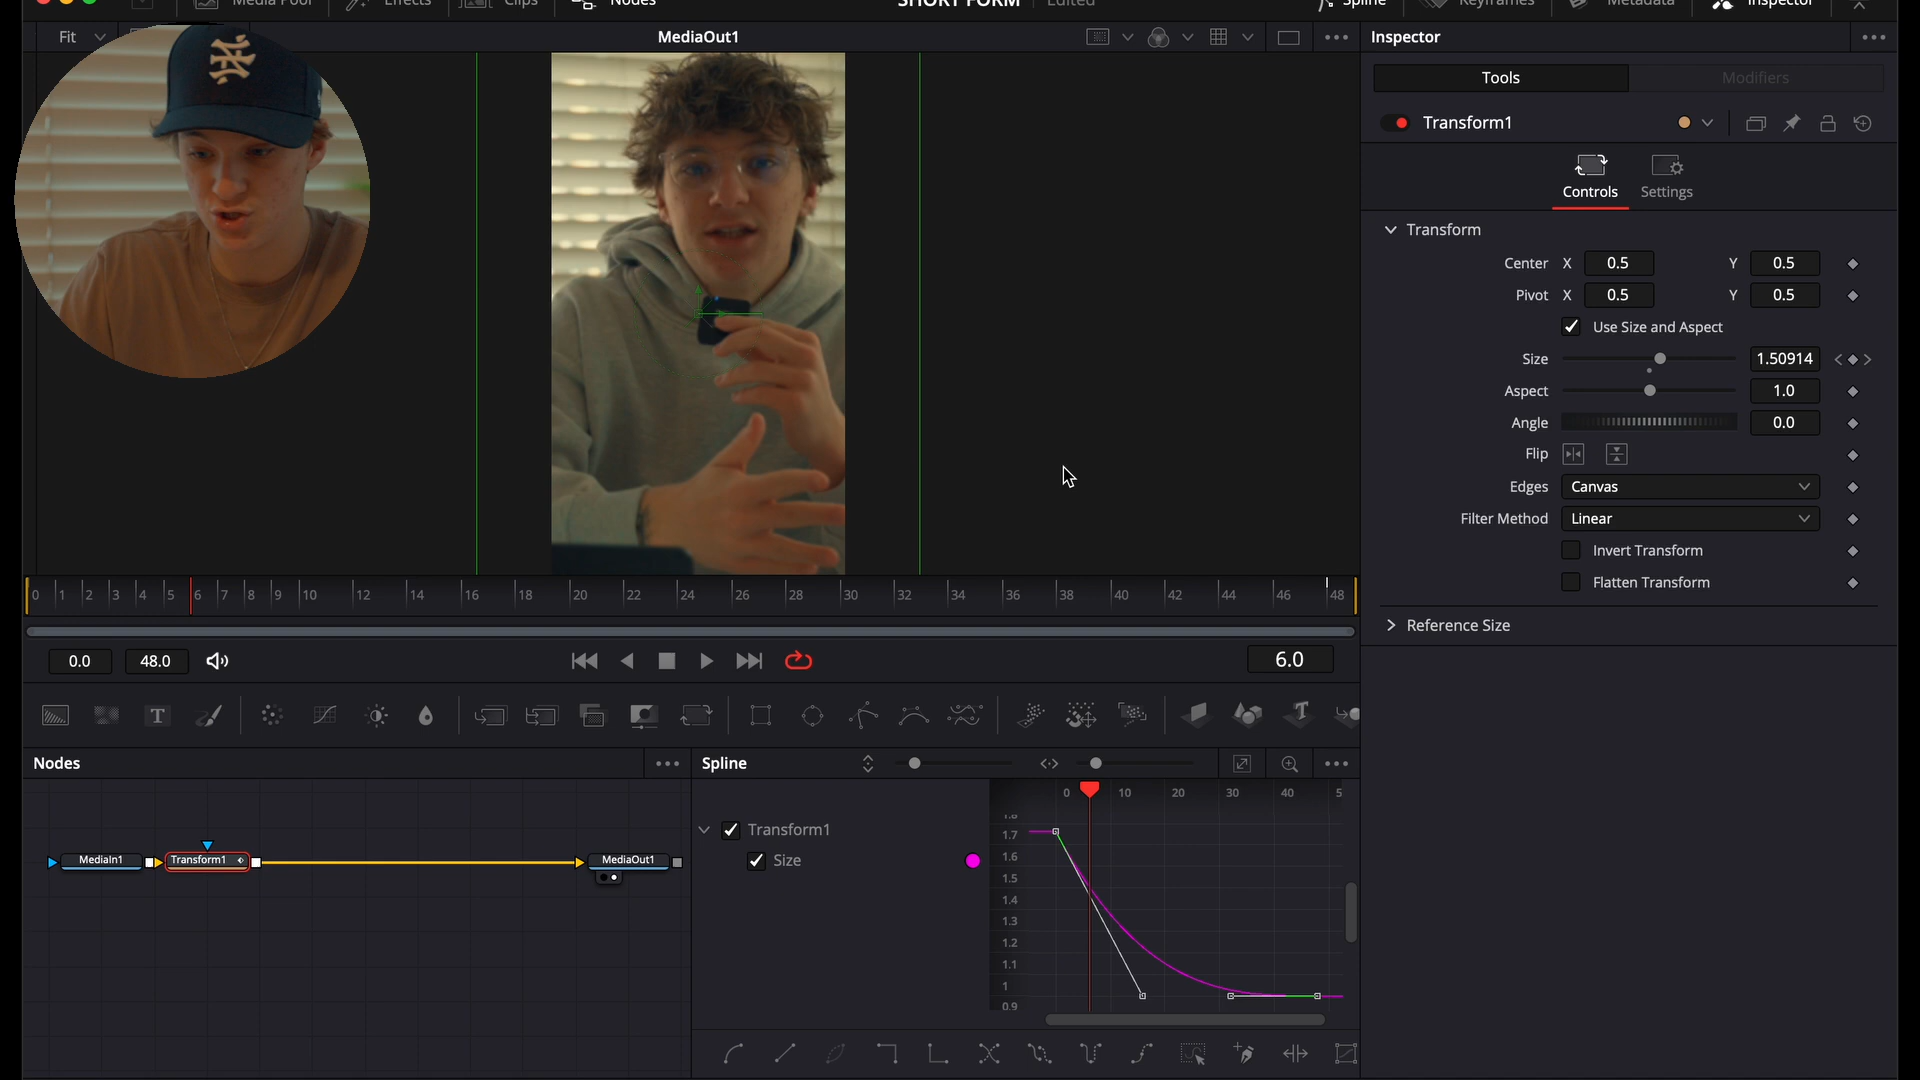 Media Pool Effects Clips Nodes SHORT FORM Edited Spline Keyframes Metadata Inspector
Fit MediaOut1 Inspector
Tools Modifiers
Transform1
Controls Settings
Transform
Center X 0.5 Y 0.5
Pivot X 0.5 Y 0.5
Use Size and Aspect
Size 1.50914
Aspect 1.0
Angle 0.0
Flip
Edges Canvas
Filter Method Linear
Invert Transform
Flatten Transform
Reference Size
0 1 2 3 4 5 6 7 8 9 10 12 14 16 18 20 22 24 26 28 30 32 34 36 38 40 42 44 46 48
0.0 48.0 6.0
T T
Nodes Spline
0 10 20 30 40 5
Transform1
Size
MediaIn1 Transform1 MediaOut1
1.8
1.7
1.6
1.5
1.4
1.3
1.2
1.1
1
0.9